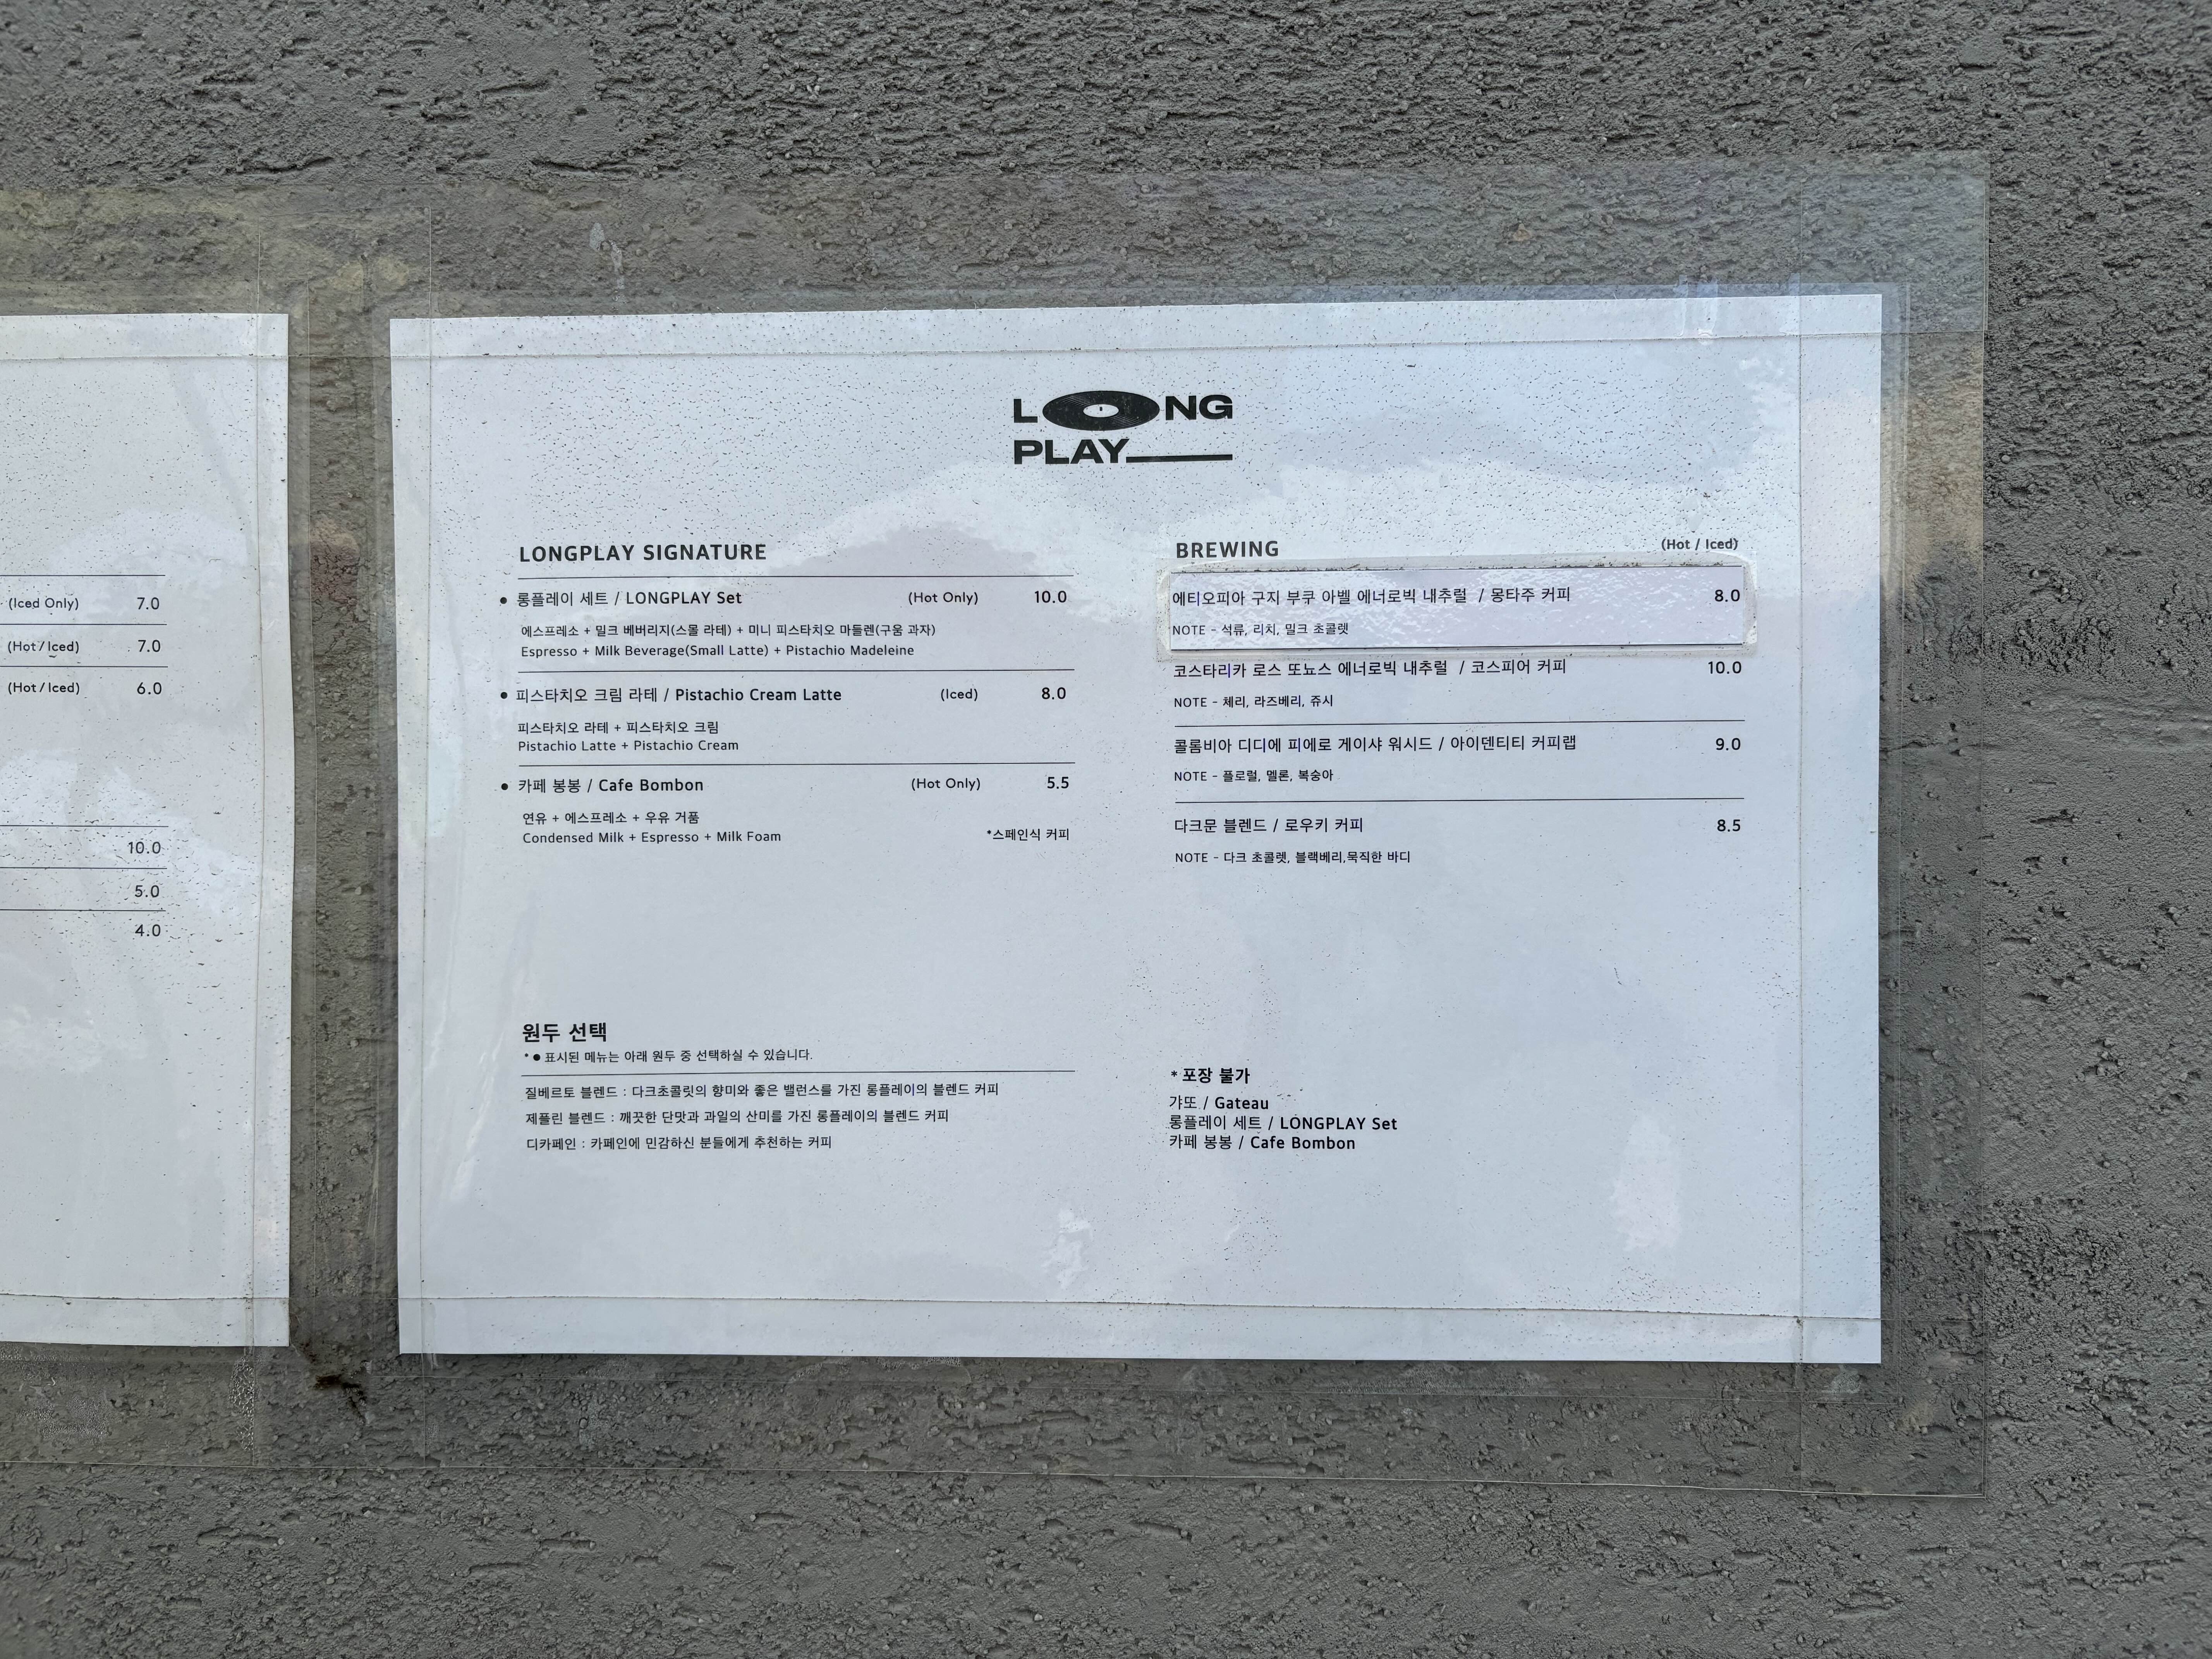 (Iced Only) 7.0
(Hot/Iced) 7.0
(Hot/Iced) 6.0
10.0
5.0
4.0
LONG
PLAY
LONGPLAY SIGNATURE
● 롱플레이 세트 / LONGPLAY Set (Hot Only) 10.0
에스프레소 + 밀크 베버리지(스몰 라테) + 미니 피스타치오 마들렌(구움 과자)
Espresso + Milk Beverage(Small Latte) + Pistachio Madeleine
● 피스타치오 크림 라테 / Pistachio Cream Latte (Iced) 8.0
피스타치오 라테 + 피스타치오 크림
Pistachio Latte + Pistachio Cream
● 카페 봉봉 / Cafe Bombon (Hot Only) 5.5
연유 + 에스프레소 + 우유 거품
Condensed Milk + Espresso + Milk Foam
*스페인식 커피
원두 선택
* ● 표시된 메뉴는 아래 원두 중 선택하실 수 있습니다.
질베르토 블렌드 : 다크초콜릿의 향미와 좋은 밸런스를 가진 롱플레이의 블렌드 커피
제플린 블렌드 : 깨끗한 단맛과 과일의 산미를 가진 롱플레이의 블렌드 커피
디카페인 : 카페인에 민감하신 분들에게 추천하는 커피
BREWING (Hot / Iced)
에티오피아 구지 부쿠 아벨 에너로빅 내추럴 / 몽타주 커피 8.0
NOTE - 석류, 리치, 밀크 초콜렛
코스타리카 로스 또뇨스 에너로빅 내추럴 / 코스피어 커피 10.0
NOTE - 체리, 라즈베리, 쥬시
콜롬비아 디디에 피에로 게이샤 워시드 / 아이덴티티 커피랩 9.0
NOTE - 플로럴, 멜론, 복숭아
다크문 블렌드 / 로우키 커피 8.5
NOTE - 다크 초콜렛, 블랙베리,묵직한 바디
* 포장 불가
갸또 / Gateau
롱플레이 세트 / LONGPLAY Set
카페 봉봉 / Cafe Bombon